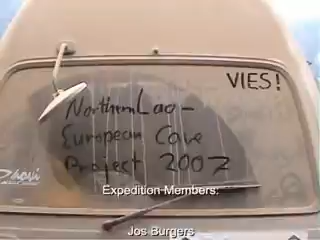 VIES!
Northern Lao-
European Cave
Project 2007
Expedition-Members:
Jos Burgers